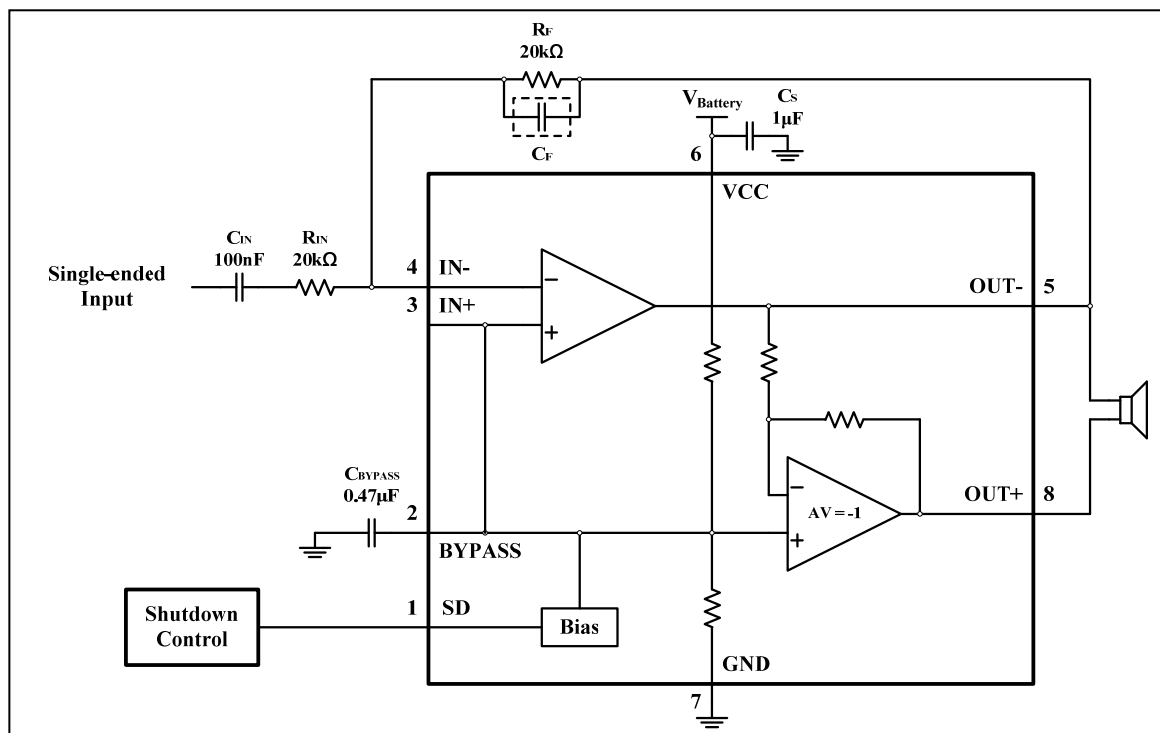 RF
20kΩ
CF
VBattery
CS
1µF
6
VCC
CIN
100nF
RIN
20kΩ
Single-ended
Input
4 IN-
3 IN+
OUT- 5
CBYPASS
0.47µF
2
BYPASS
AV = -1
OUT+ 8
Shutdown
Control
1 SD
Bias
GND
7
−
+
−
+